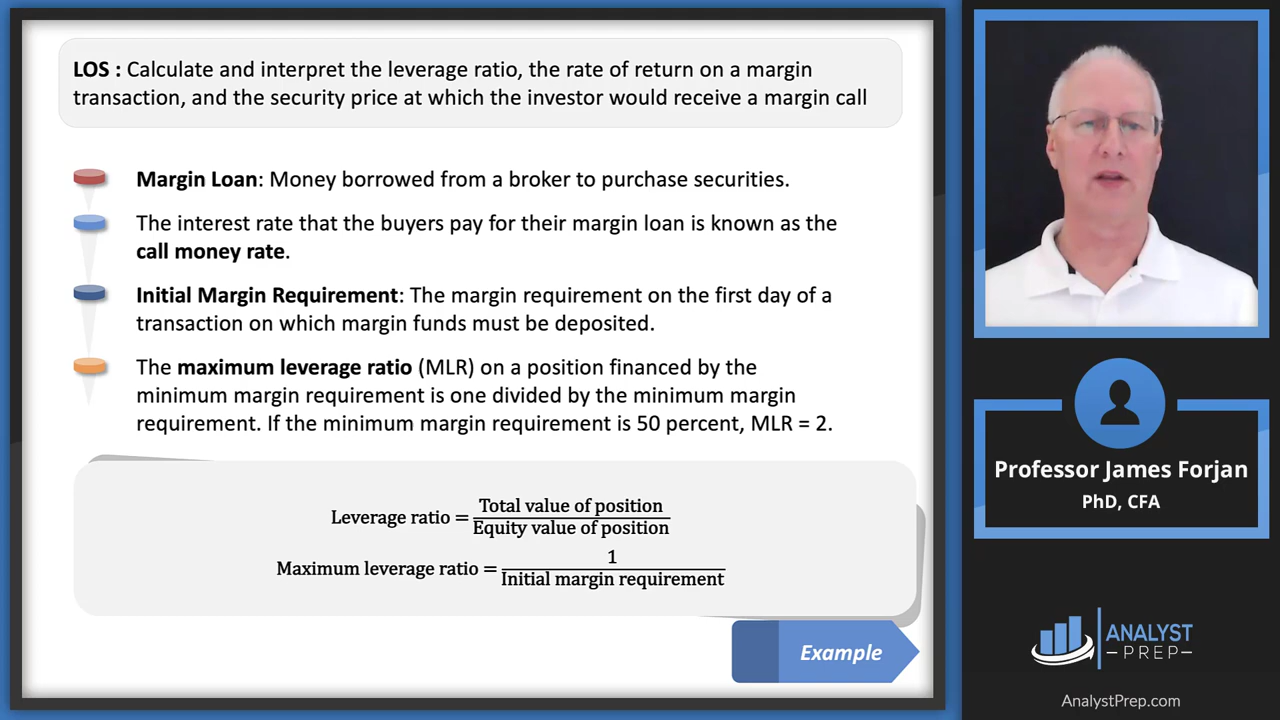 LOS : Calculate and interpret the leverage ratio, the rate of return on a margin
transaction, and the security price at which the investor would receive a margin call
Margin Loan: Money borrowed from a broker to purchase securities.
The interest rate that the buyers pay for their margin loan is known as the
call money rate.
Initial Margin Requirement: The margin requirement on the first day of a
transaction on which margin funds must be deposited.
The maximum leverage ratio (MLR) on a position financed by the
minimum margin requirement is one divided by the minimum margin
requirement. If the minimum margin requirement is 50 percent, MLR = 2.
Leverage ratio = Total value of position / Equity value of position
Maximum leverage ratio = 1 / Initial margin requirement
Example
Professor James Forjan
PhD, CFA
ANALYST
PREP
AnalystPrep.com